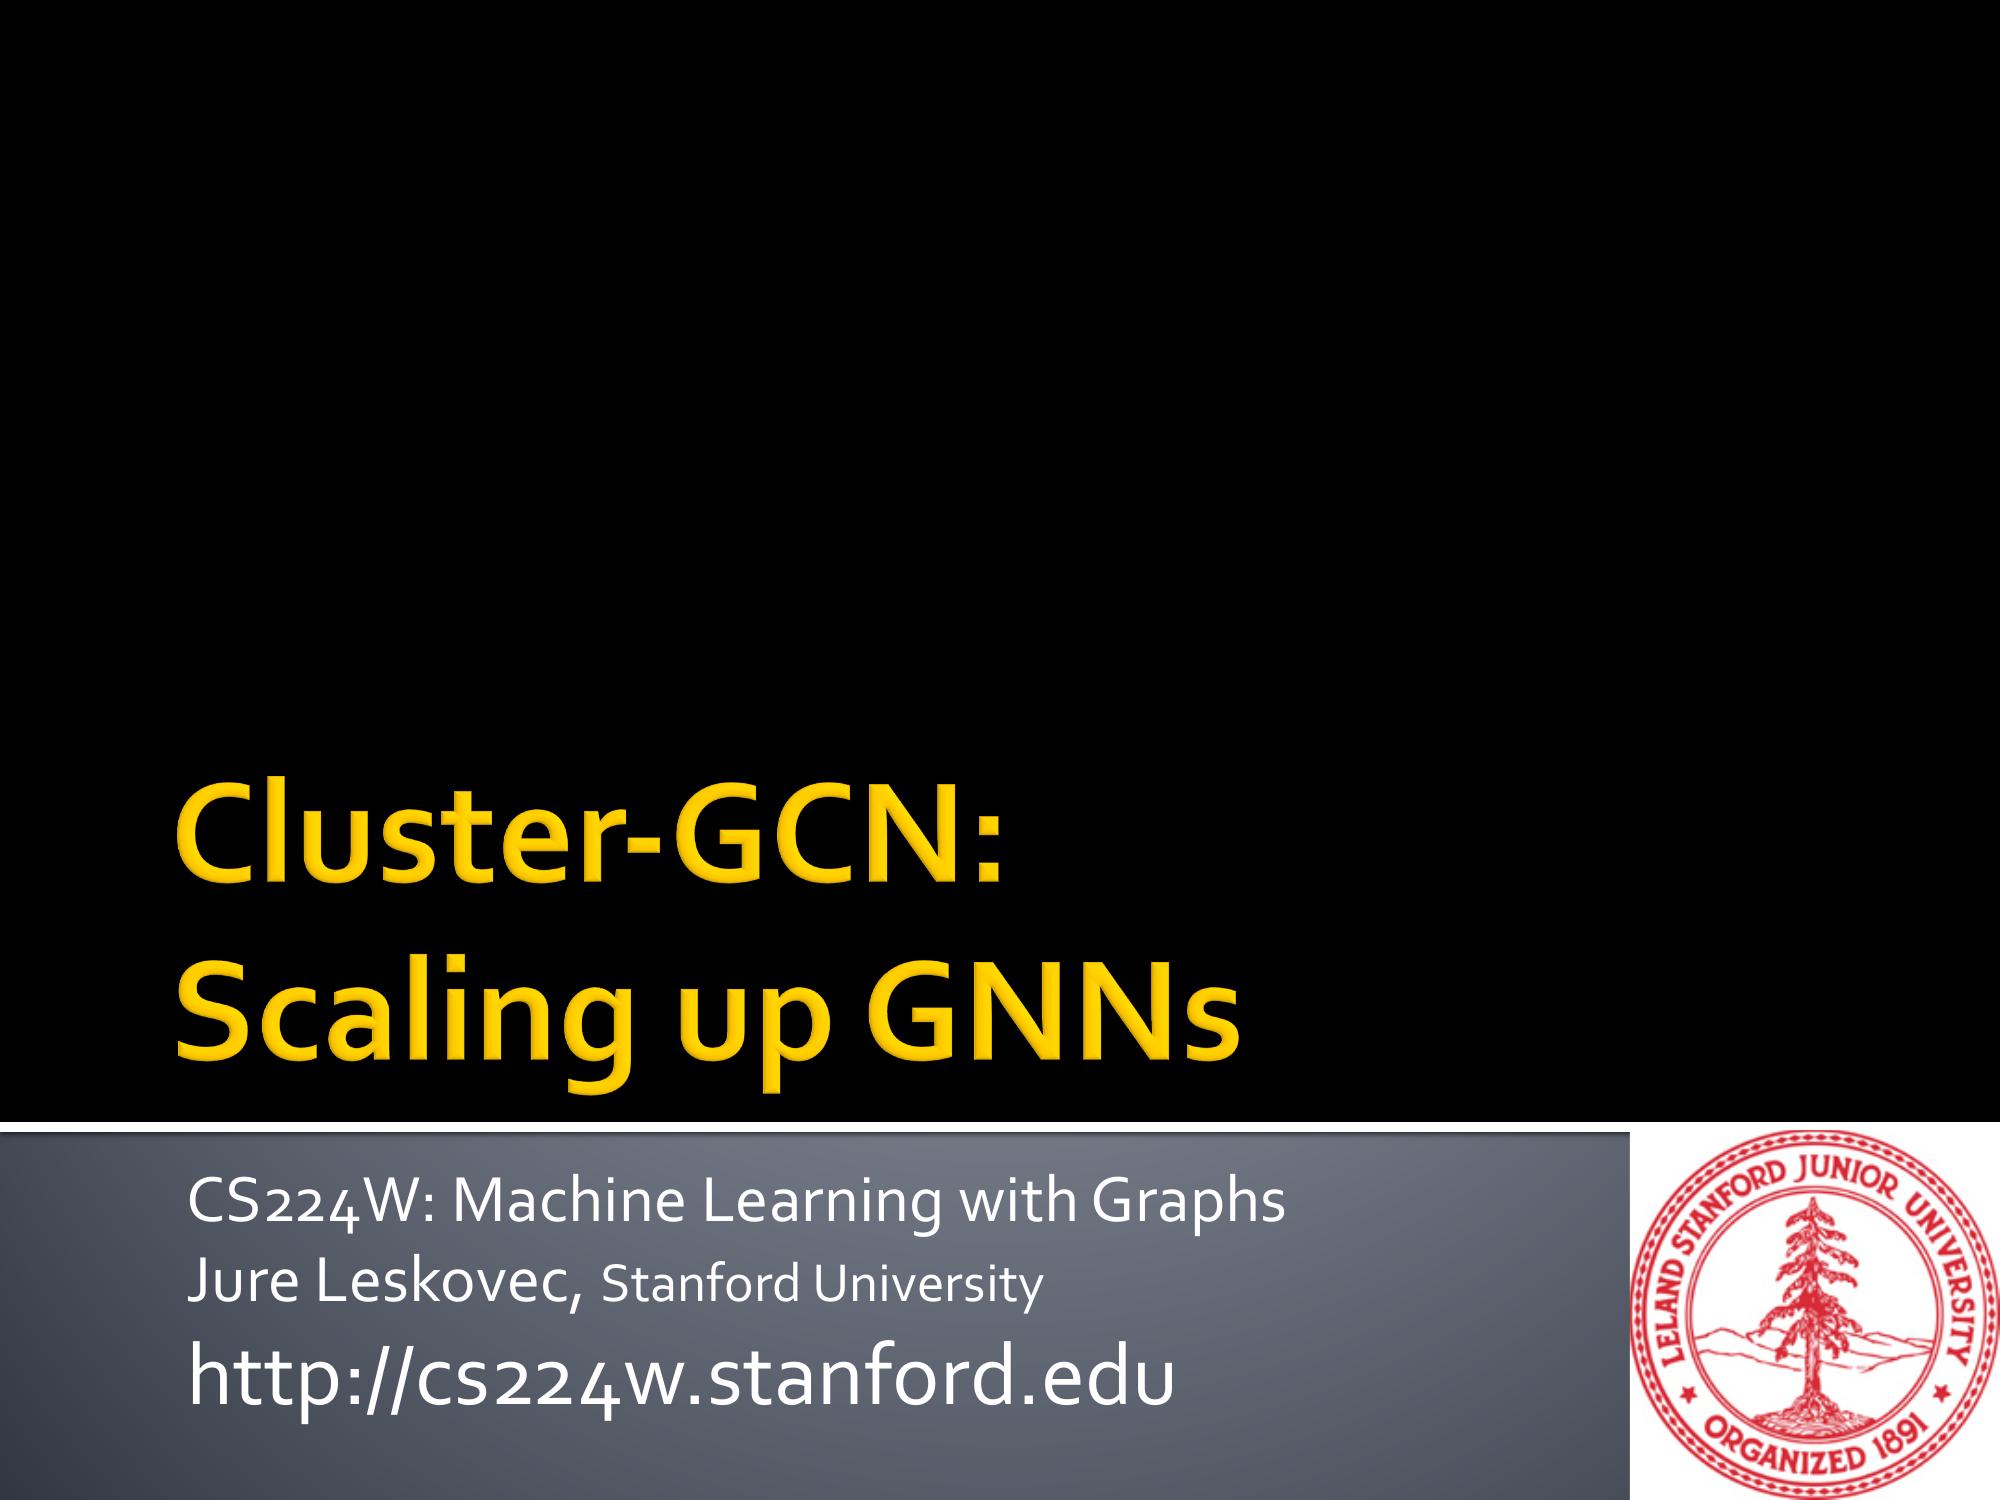 Cluster-GCN:
Scaling up GNNs
CS224W: Machine Learning with Graphs
Jure Leskovec, Stanford University
http://cs224w.stanford.edu
LELAND STANFORD JUNIOR UNIVERSITY
ORGANIZED 1891